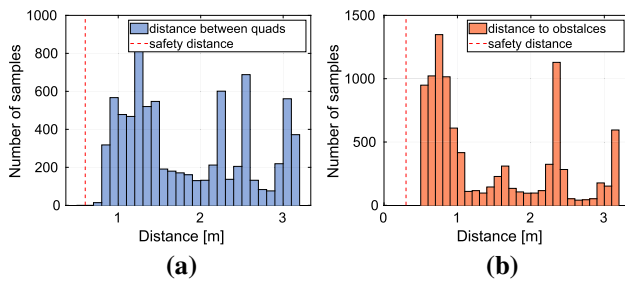 distance between quads
safety distance
1000
800
600
400
200
0
Number of samples
1
2
3
Distance [m]
(a)
distance to obstalces
safety distance
1500
1000
500
0
Number of samples
0
1
2
3
Distance [m]
(b)